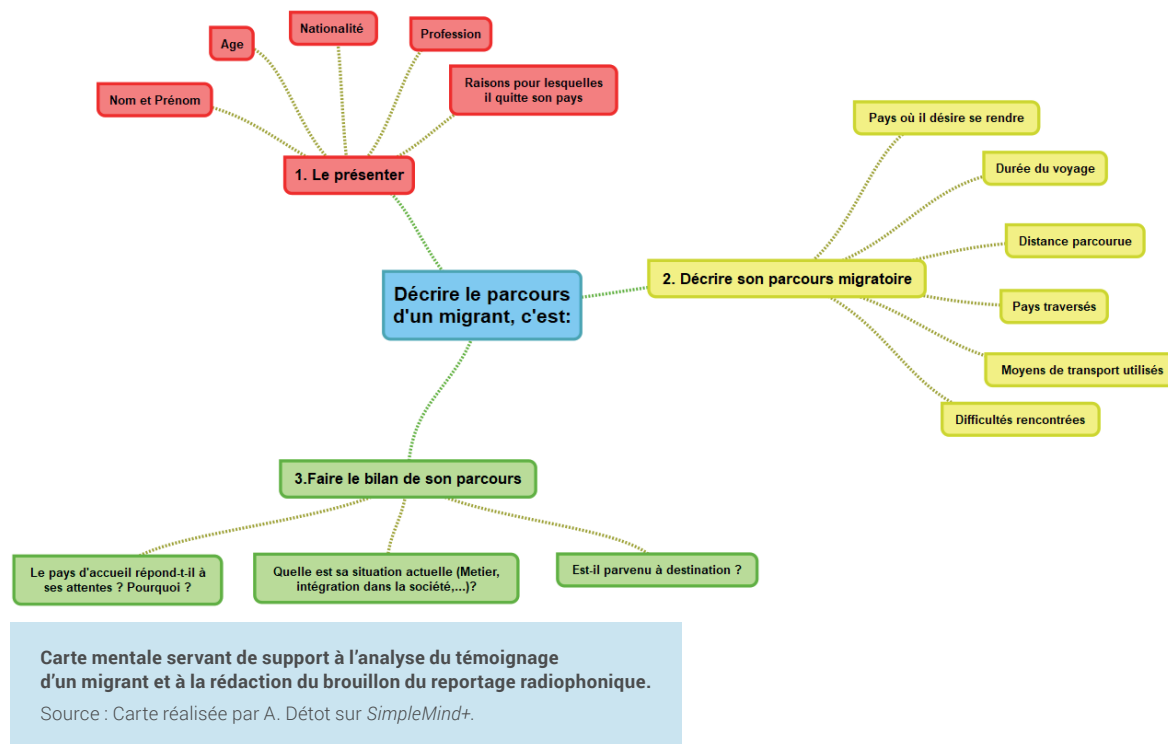 Nom et Prénom
Age
Nationalité
Profession
Raisons pour lesquelles
il quitte son pays
1. Le présenter
Décrire le parcours
d'un migrant, c'est:
2. Décrire son parcours migratoire
Pays où il désire se rendre
Durée du voyage
Distance parcourue
Pays traversés
Moyens de transport utilisés
Difficultés rencontrées
3.Faire le bilan de son parcours
Le pays d'accueil répond-t-il à
ses attentes ? Pourquoi ?
Quelle est sa situation actuelle (Metier,
intégration dans la société,...)?
Est-il parvenu à destination ?
Carte mentale servant de support à l'analyse du témoignage
d'un migrant et à la rédaction du brouillon du reportage radiophonique.
Source : Carte réalisée par A. Détot sur SimpleMind+.